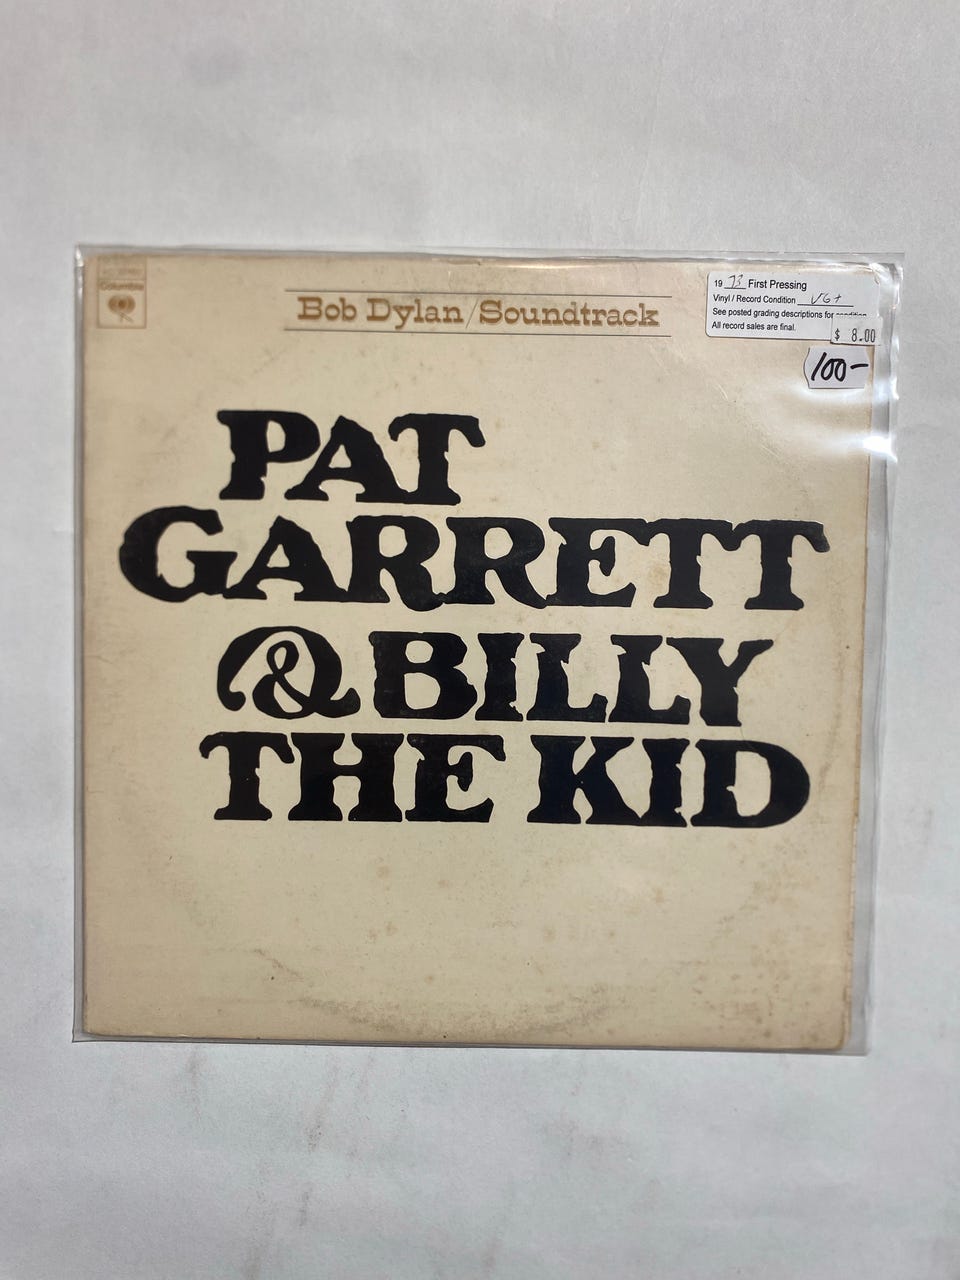 Columbia
Bob Dylan/Soundtrack
19 73 First Pressing
Vinyl / Record Condition VG+
See posted grading descriptions for condition
All record sales are final.
$ 8.00
100-
PAT
GARRETT
& BILLY
THE KID